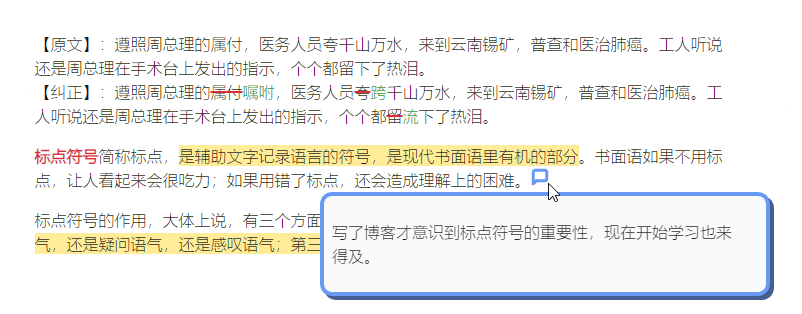 【原文】：遵照周总理的属付，医务人员夸千山万水，来到云南锡矿，普查和医治肺癌。工人听说
还是周总理在手术台上发出的指示，个个都留下了热泪。
【纠正】：遵照周总理的属付嘱咐，医务人员夸跨千山万水，来到云南锡矿，普查和医治肺癌。工
人听说还是周总理在手术台上发出的指示，个个都留流下了热泪。
标点符号简称标点，是辅助文字记录语言的符号，是现代书面语里有机的部分。书面语如果不用标
点，让人看起来会很吃力；如果用错了标点，还会造成理解上的困难。
标点符号的作用，大体上说，有三个方面
气，还是疑问语气，还是感叹语气；第三
写了博客才意识到标点符号的重要性，现在开始学习也来
得及。